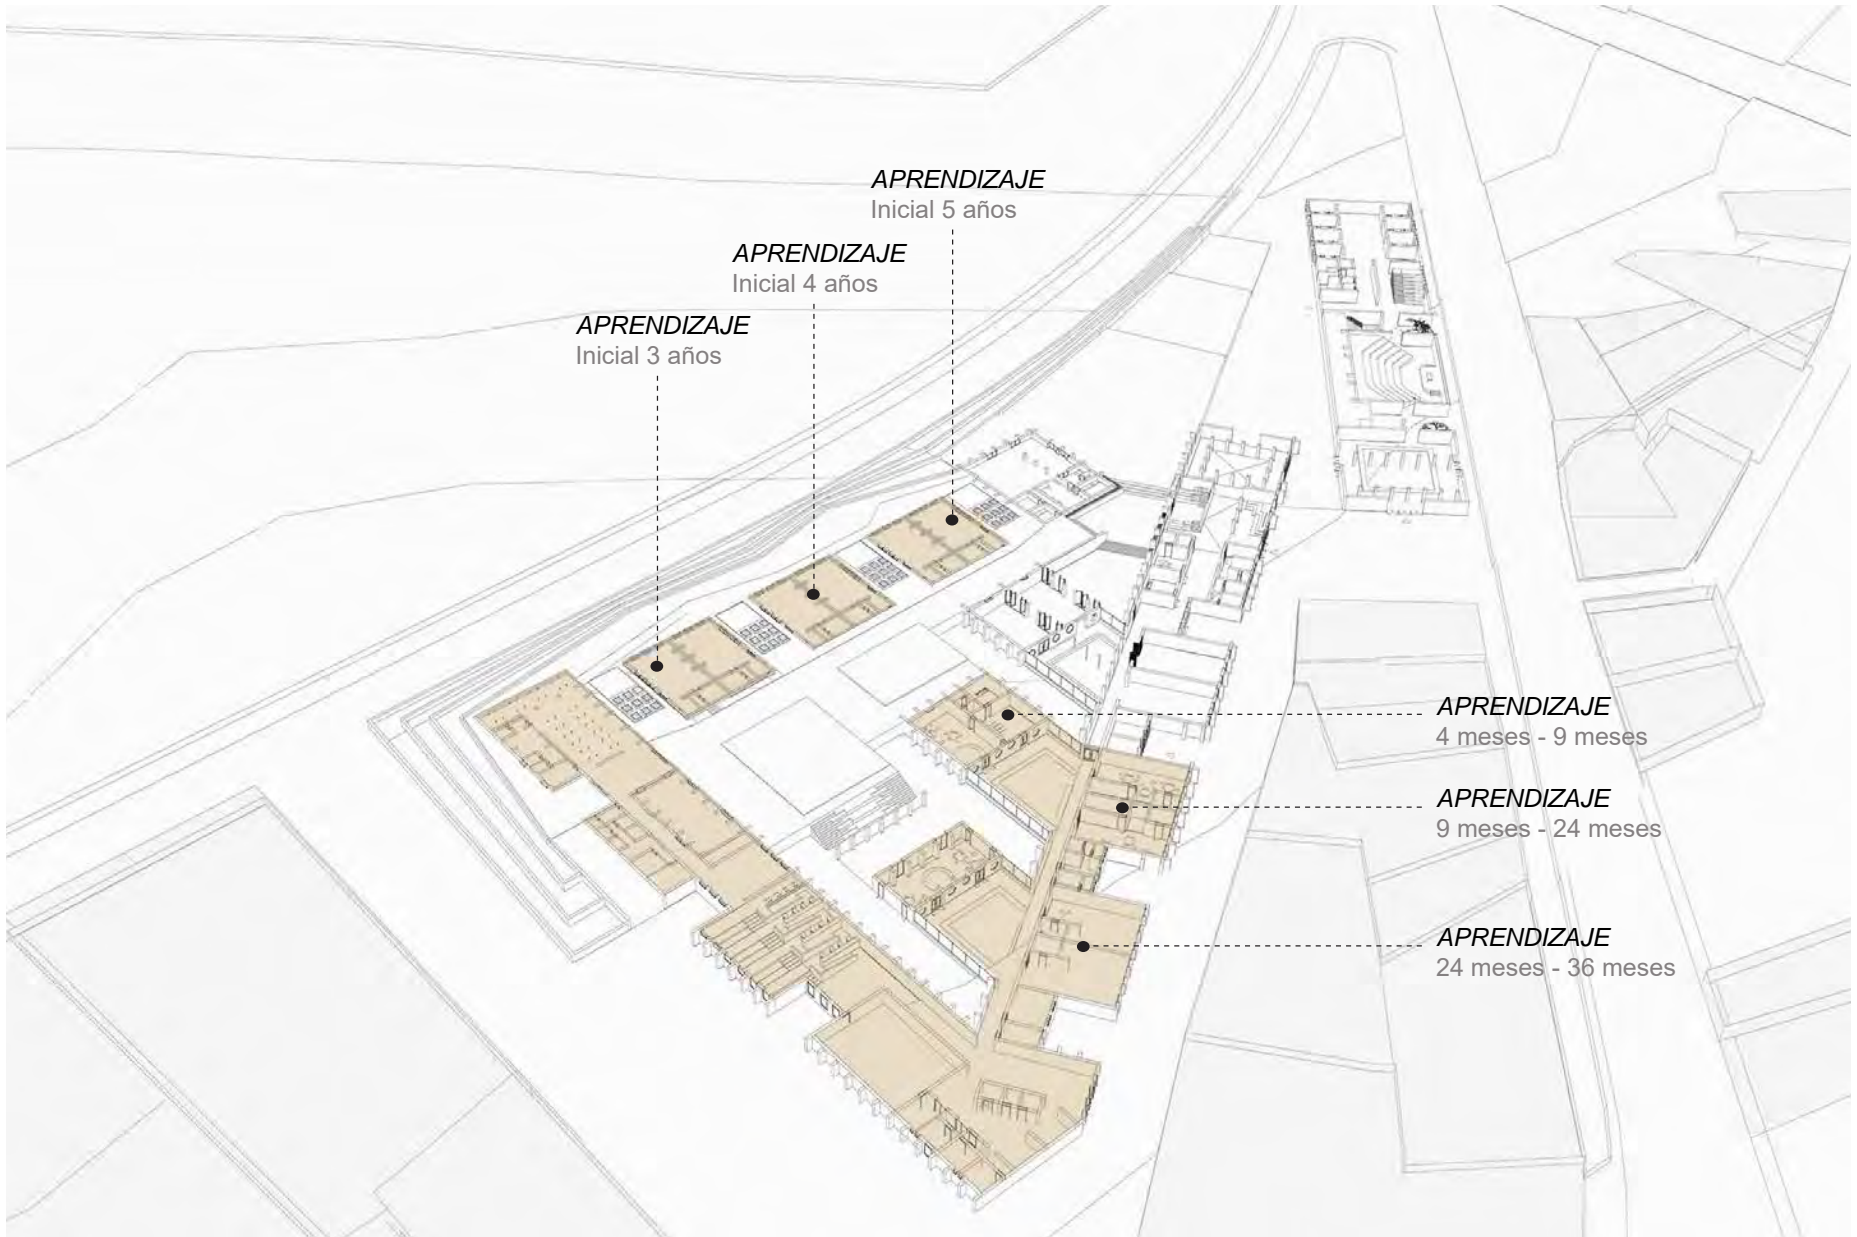 APRENDIZAJE
Inicial 5 años
APRENDIZAJE
Inicial 4 años
APRENDIZAJE
Inicial 3 años
APRENDIZAJE
4 meses - 9 meses
APRENDIZAJE
9 meses - 24 meses
APRENDIZAJE
24 meses - 36 meses